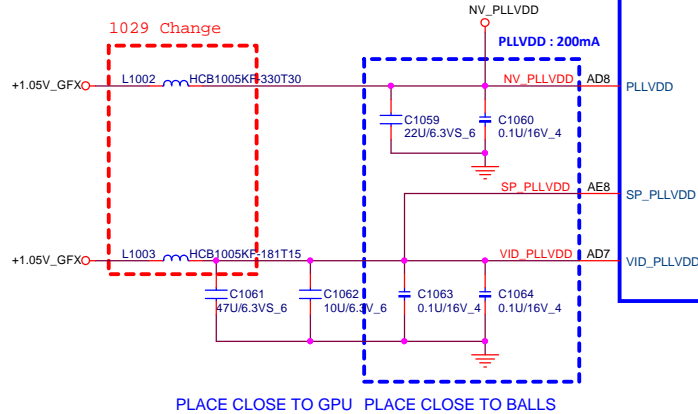 NV_PLLVDD
1029 Change
PLLVDD : 200mA
+1.05V_GFX
L1002
HCB1005KF-330T30
NV_PLLVDD
AD8
PLLVDD
C1059
22U/6.3VS_6
C1060
0.1U/16V_4
SP_PLLVDD
AE8
SP_PLLVDD
+1.05V_GFX
L1003
HCB1005KF-181T15
VID_PLLVDD
AD7
VID_PLLVDD
C1061
47U/6.3VS_6
C1062
10U/6.3V_6
C1063
0.1U/16V_4
C1064
0.1U/16V_4
PLACE CLOSE TO GPU
PLACE CLOSE TO BALLS